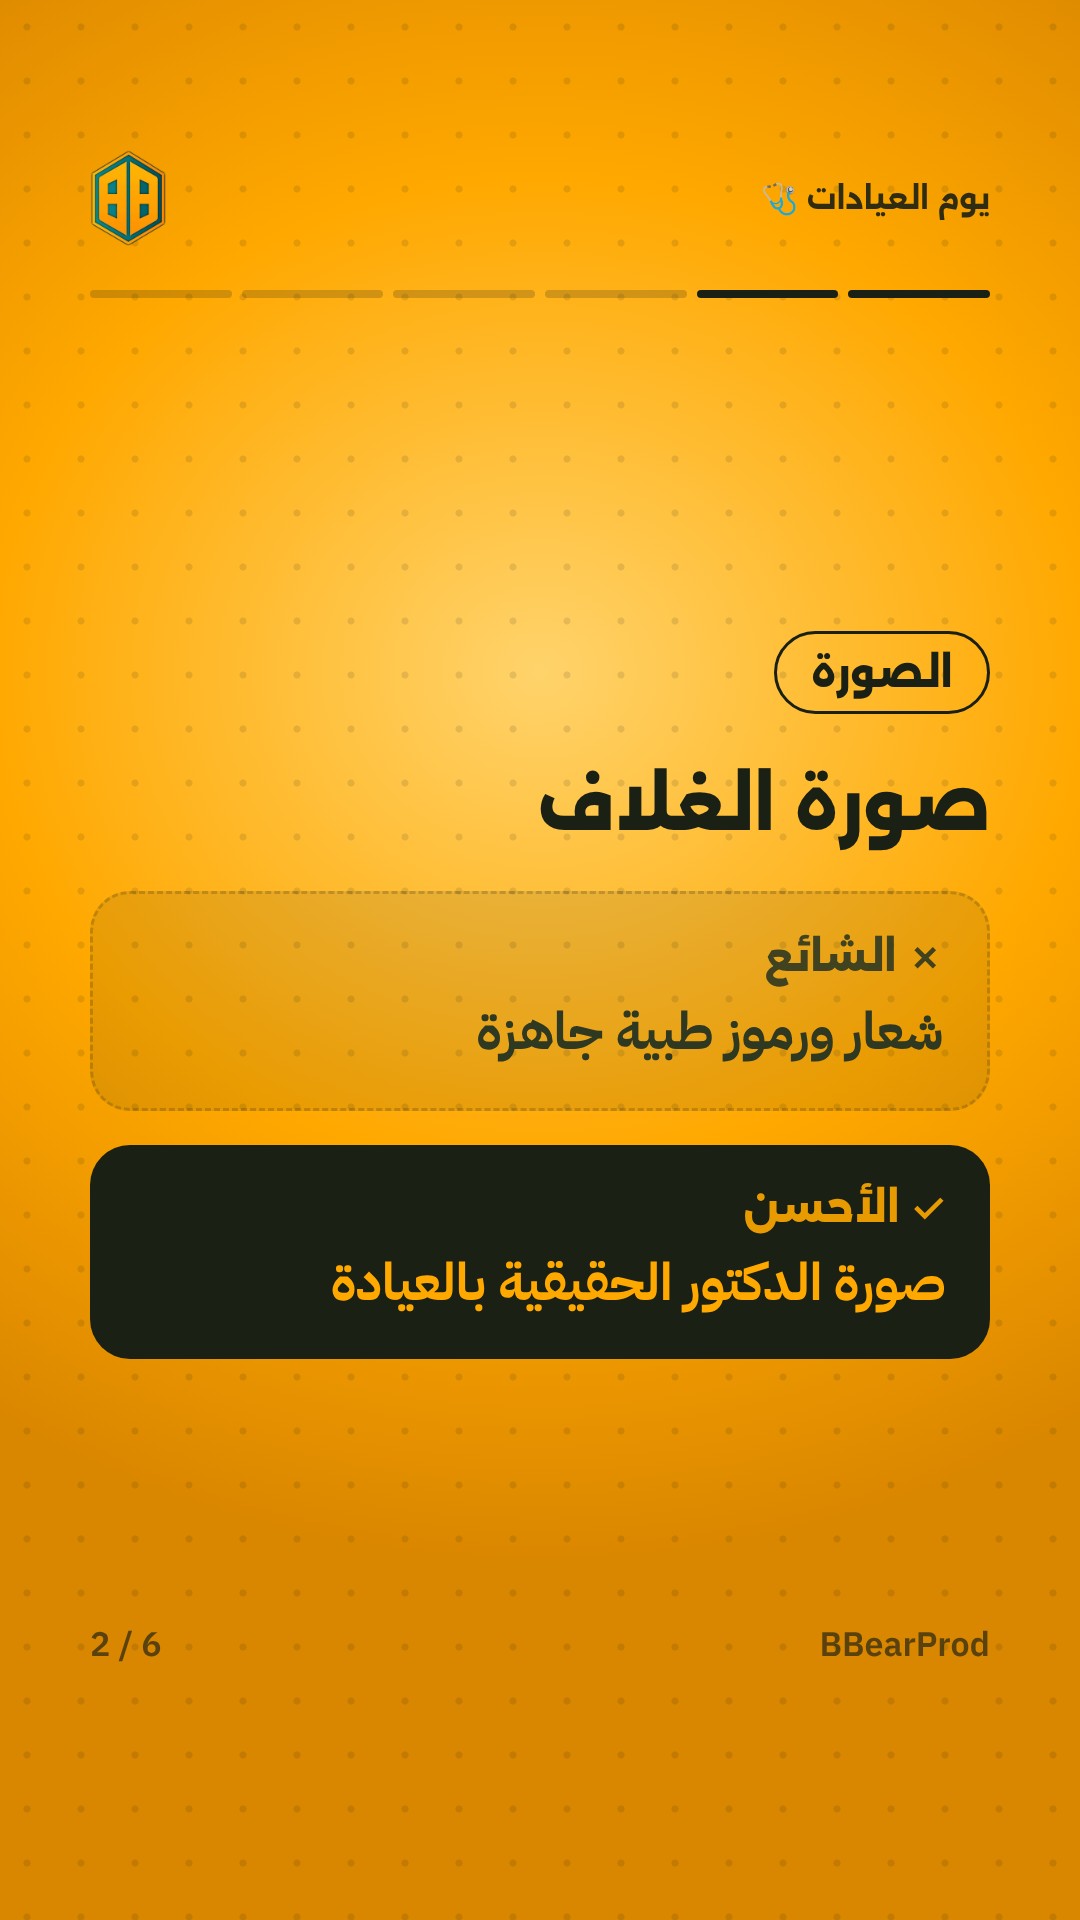 يوم العيادات 🩺
الصورة
صورة الغلاف
× الشائع
شعار ورموز طبية جاهزة
✓ الأحسن
صورة الدكتور الحقيقية بالعيادة
BBearProd
2 / 6